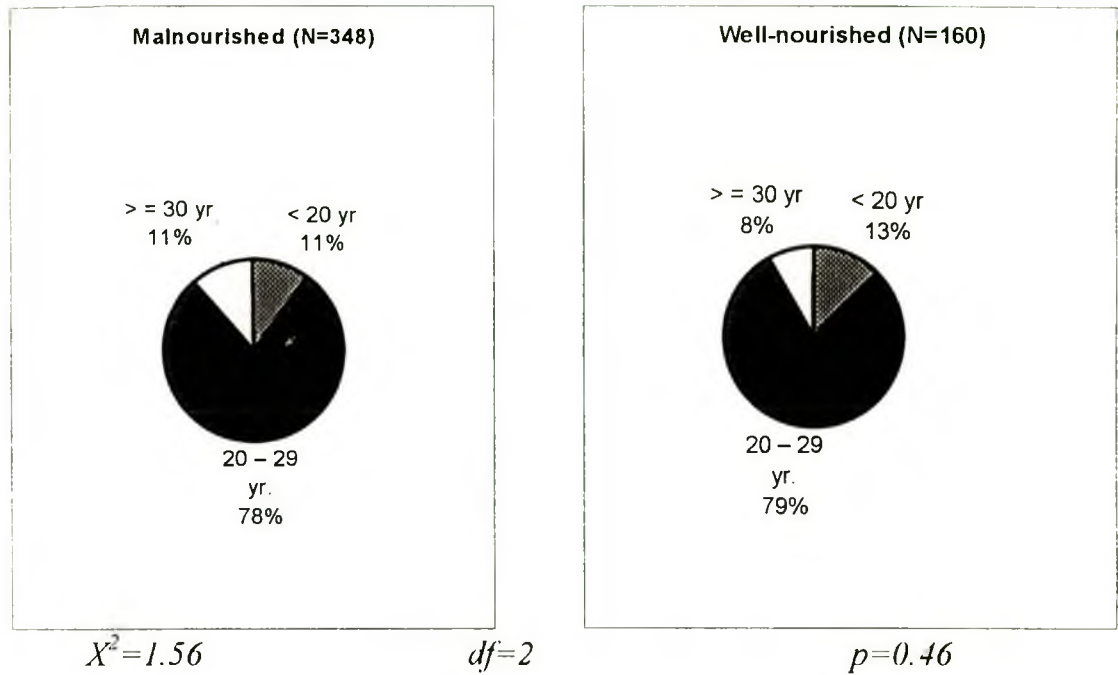 Malnourished (N=348)
> = 30 yr
11%
< 20 yr
11%
20 – 29
yr.
78%
Well-nourished (N=160)
> = 30 yr
8%
< 20 yr
13%
20 – 29
yr.
79%
X²=1.56 df=2 p=0.46